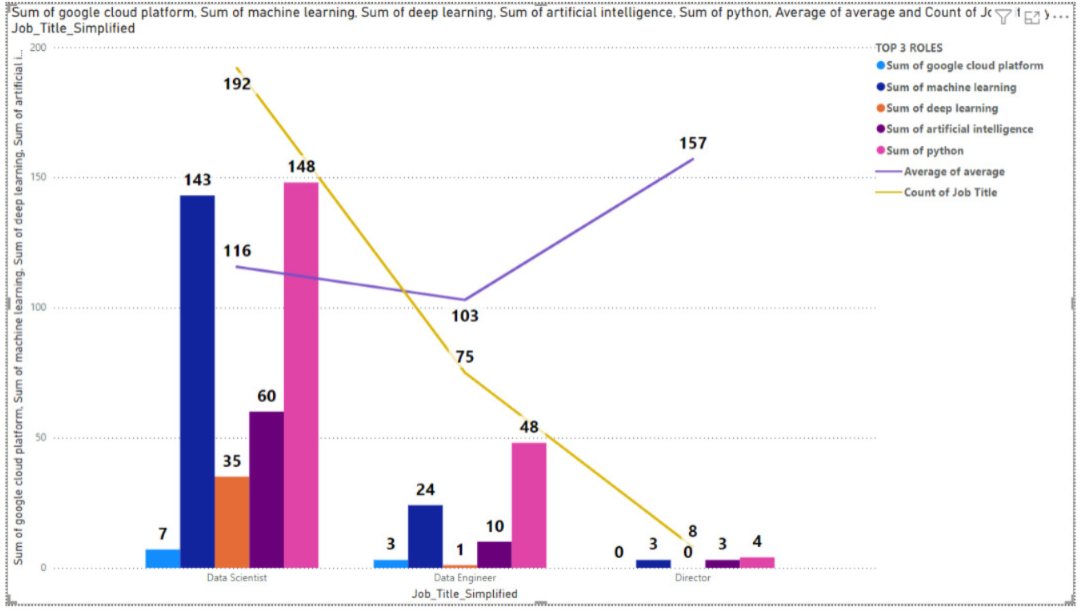 Sum of google cloud platform, Sum of machine learning, Sum of deep learning, Sum of artificial intelligence, Sum of python, Average of average and Count of
Job_Title_Simplified
TOP 3 ROLES
Sum of google cloud platform
Sum of machine learning
Sum of deep learning
Sum of artificial intelligence
Sum of python
Average of average
Count of Job Title
Sum of google cloud platform, Sum of machine learning, Sum of deep learning, Sum of artificial i...
200
150
100
50
0
192
143
148
116
60
35
7
103
75
48
24
10
3
1
157
8
0
3
0
3
4
Data Scientist
Data Engineer
Director
Job_Title_Simplified